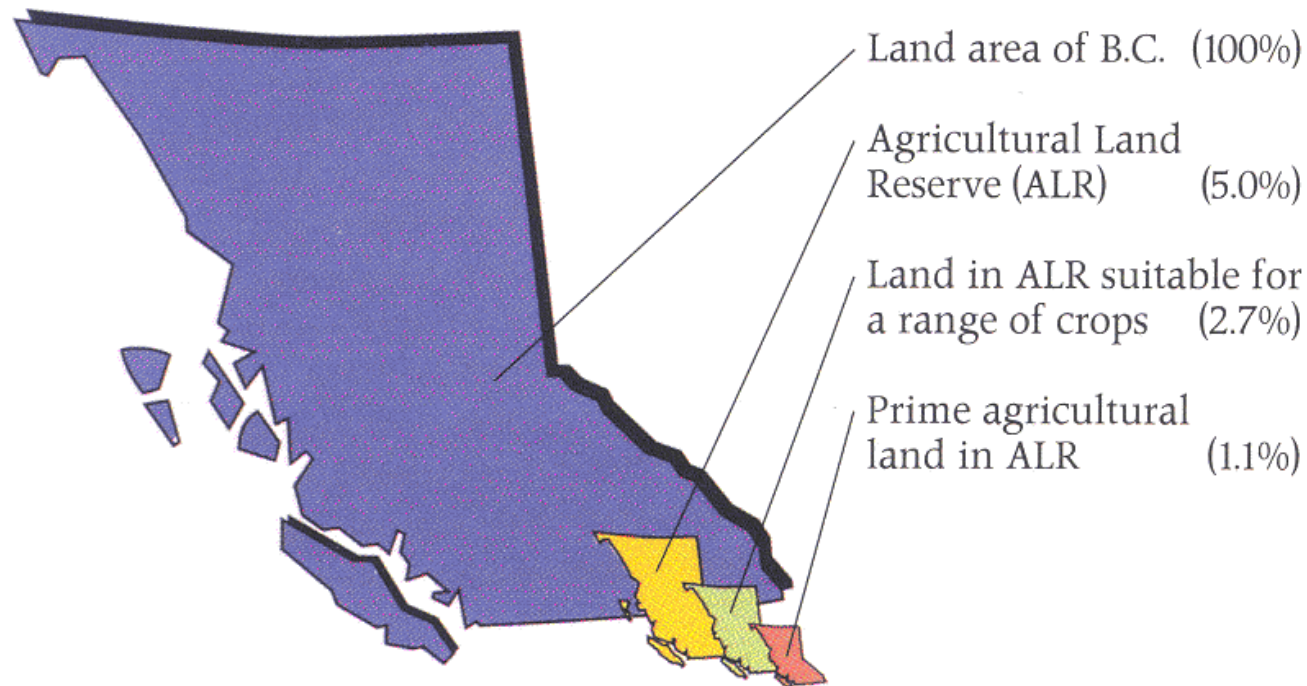 Land area of B.C. (100%)
Agricultural Land
Reserve (ALR) (5.0%)
Land in ALR suitable for
a range of crops (2.7%)
Prime agricultural
land in ALR (1.1%)